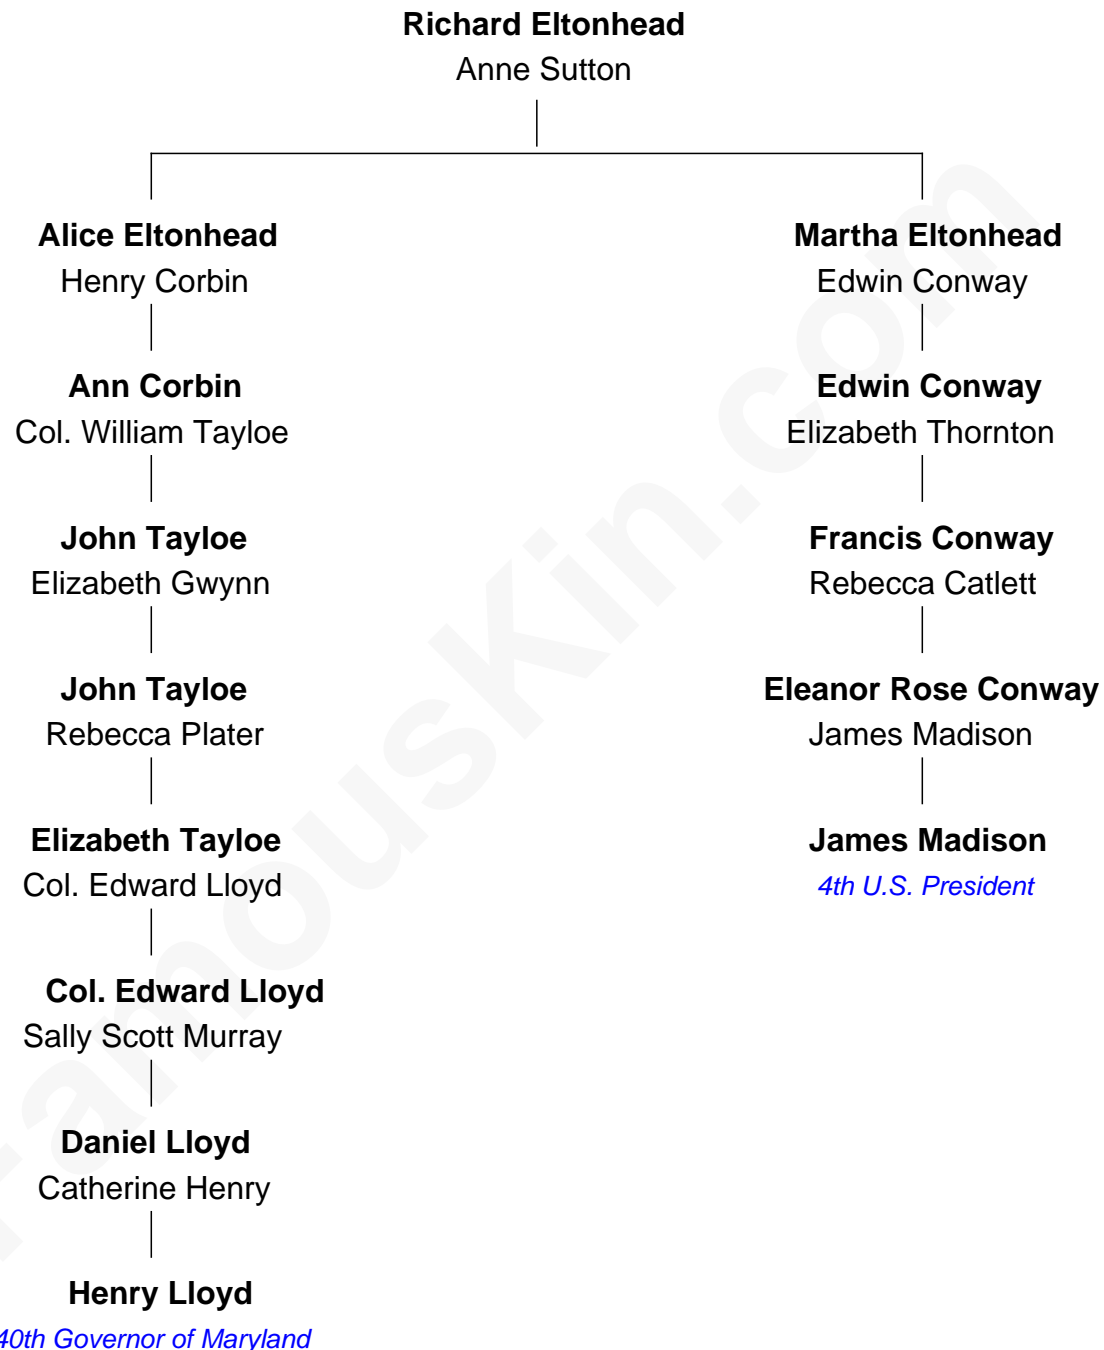 Richard Eltonhead
Anne Sutton
Alice Eltonhead
Henry Corbin
Ann Corbin
Col. William Tayloe
John Tayloe
Elizabeth Gwynn
John Tayloe
Rebecca Plater
Elizabeth Tayloe
Col. Edward Lloyd
Col. Edward Lloyd
Sally Scott Murray
Daniel Lloyd
Catherine Henry
Henry Lloyd
40th Governor of Maryland
Martha Eltonhead
Edwin Conway
Edwin Conway
Elizabeth Thornton
Francis Conway
Rebecca Catlett
Eleanor Rose Conway
James Madison
James Madison
4th U.S. President
FamousKin.com